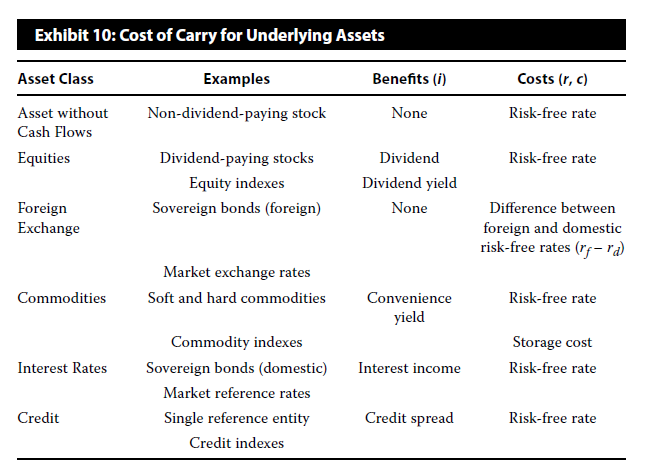 Exhibit 10: Cost of Carry for Underlying Assets
Asset Class Examples Benefits (i) Costs (r, c)
Asset without Non-dividend-paying stock None Risk-free rate
Cash Flows
Equities Dividend-paying stocks Dividend Risk-free rate
Equity indexes Dividend yield
Foreign Sovereign bonds (foreign) None Difference between
Exchange foreign and domestic
risk-free rates (rf – rd)
Market exchange rates
Commodities Soft and hard commodities Convenience Risk-free rate
yield
Commodity indexes Storage cost
Interest Rates Sovereign bonds (domestic) Interest income Risk-free rate
Market reference rates
Credit Single reference entity Credit spread Risk-free rate
Credit indexes